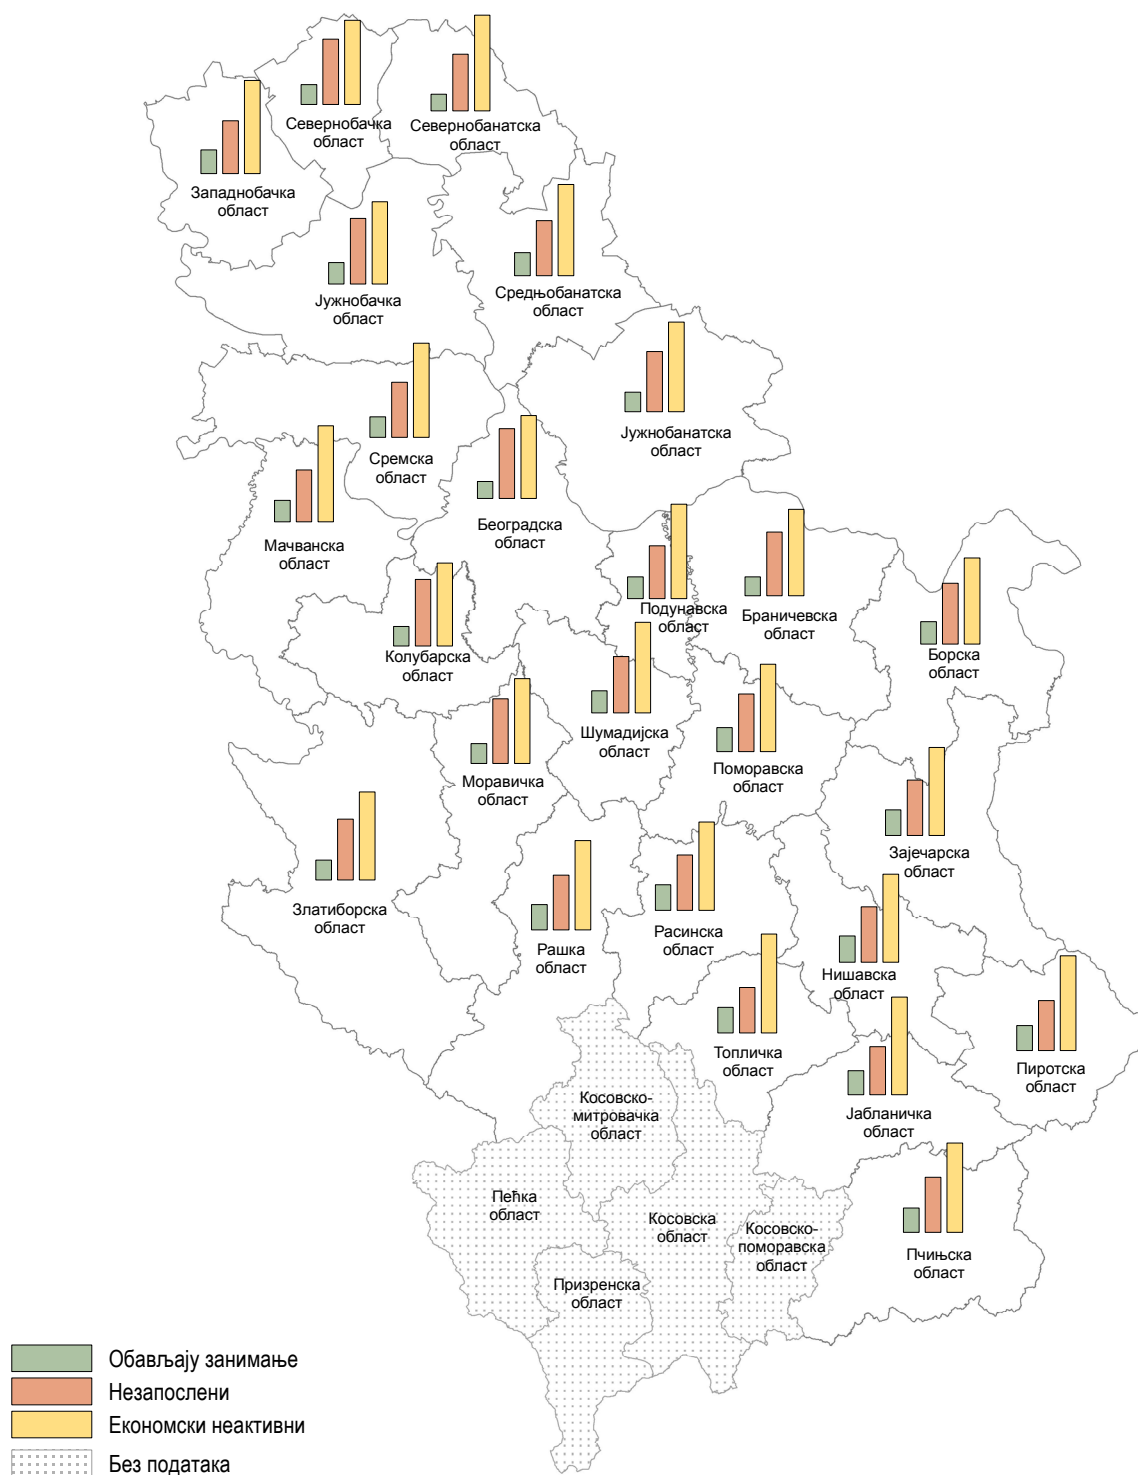 Севернобачка
област
Севернобанатска
област
Западнобачка
област
Јужнобачка
област
Средњобанатска
област
Јужнобанатска
област
Сремска
област
Београдска
област
Мачванска
област
Подунавска
област
Браничевска
област
Колубарска
област
Борска
област
Шумадијска
област
Моравичка
област
Поморавска
област
Зајечарска
област
Златиборска
област
Рашка
област
Расинска
област
Нишавска
област
Топличка
област
Пиротска
област
Јабланичка
област
Косовско-
митровачка
област
Пећка
област
Косовска
област
Косовско-
поморавска
област
Пчињска
област
Призренска
област
Обављају занимање
Незапослени
Економски неактивни
Без података